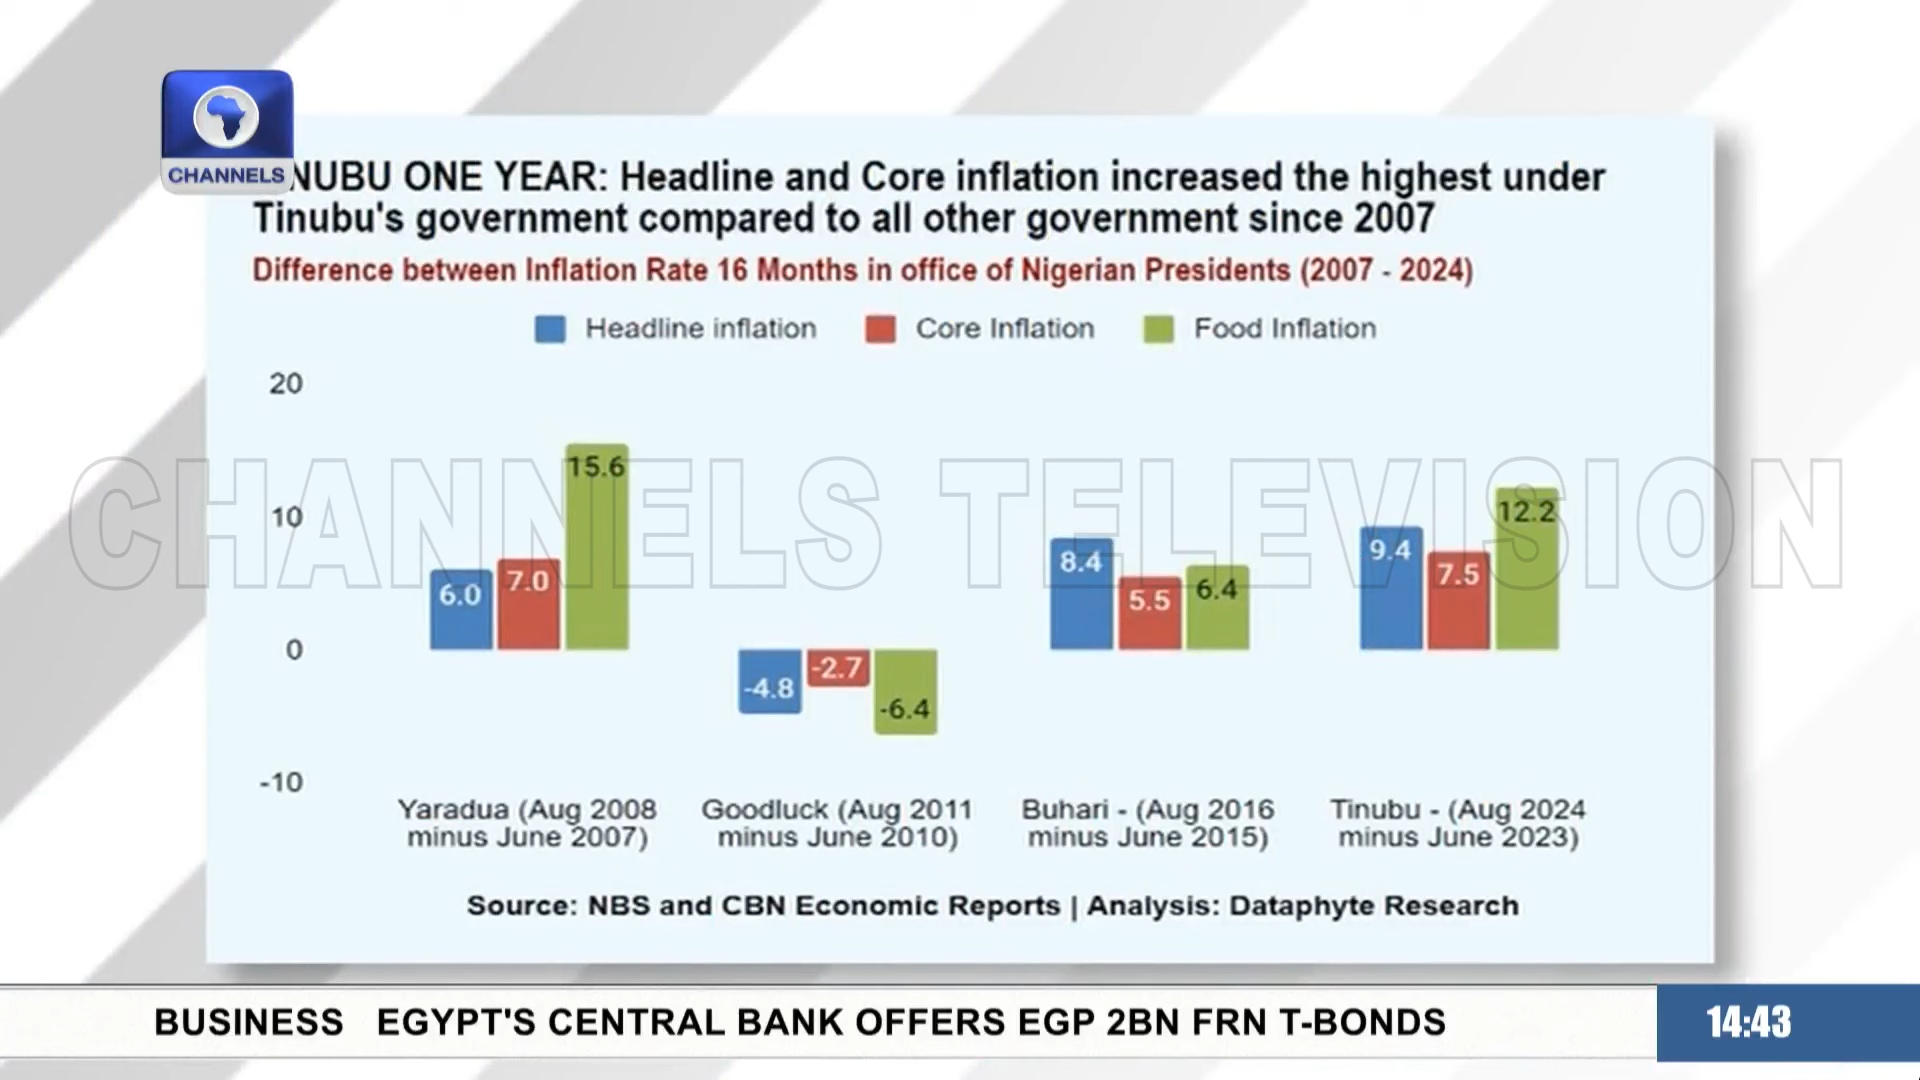 CHANNELS
NUBU ONE YEAR: Headline and Core inflation increased the highest under
Tinubu's government compared to all other government since 2007
Difference between Inflation Rate 16 Months in office of Nigerian Presidents (2007 - 2024)
Headline inflation Core Inflation Food Inflation
20
10
0
-10
6.0 7.0 15.6
-4.8 -2.7 -6.4
8.4 5.5 6.4
9.4 7.5 12.2
CHANNELS TELEVISION
Yaradua (Aug 2008
minus June 2007)
Goodluck (Aug 2011
minus June 2010)
Buhari - (Aug 2016
minus June 2015)
Tinubu - (Aug 2024
minus June 2023)
Source: NBS and CBN Economic Reports | Analysis: Dataphyte Research
BUSINESS EGYPT'S CENTRAL BANK OFFERS EGP 2BN FRN T-BONDS
14:43